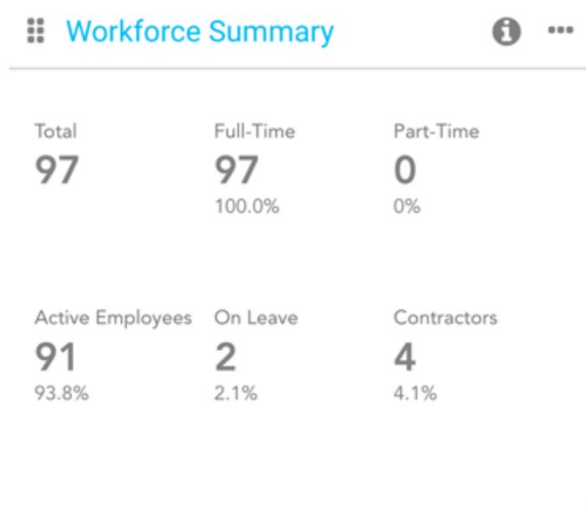 Workforce Summary
Total
97
Full-Time
97
100.0%
Part-Time
0
0%
Active Employees
91
93.8%
On Leave
2
2.1%
Contractors
4
4.1%